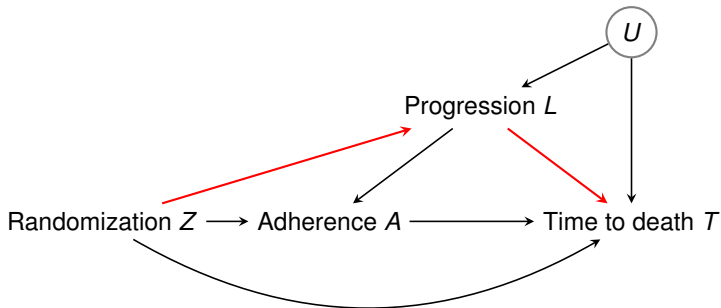 U
Progression L
Randomization Z
Adherence A
Time to death T